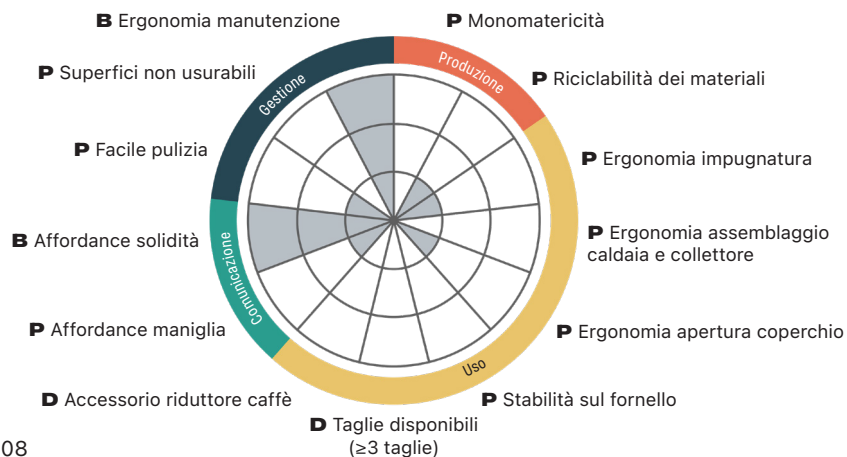 B Ergonomia manutenzione
P Monomatericità
P Superfici non usurabili
P Riciclabilità dei materiali
Gestione
Produzione
P Facile pulizia
P Ergonomia impugnatura
B Affordance solidità
P Ergonomia assemblaggio
caldaia e collettore
Comunicazione
P Affordance maniglia
P Ergonomia apertura coperchio
Uso
D Accessorio riduttore caffè
P Stabilità sul fornello
D Taglie disponibili
(≥3 taglie)
08